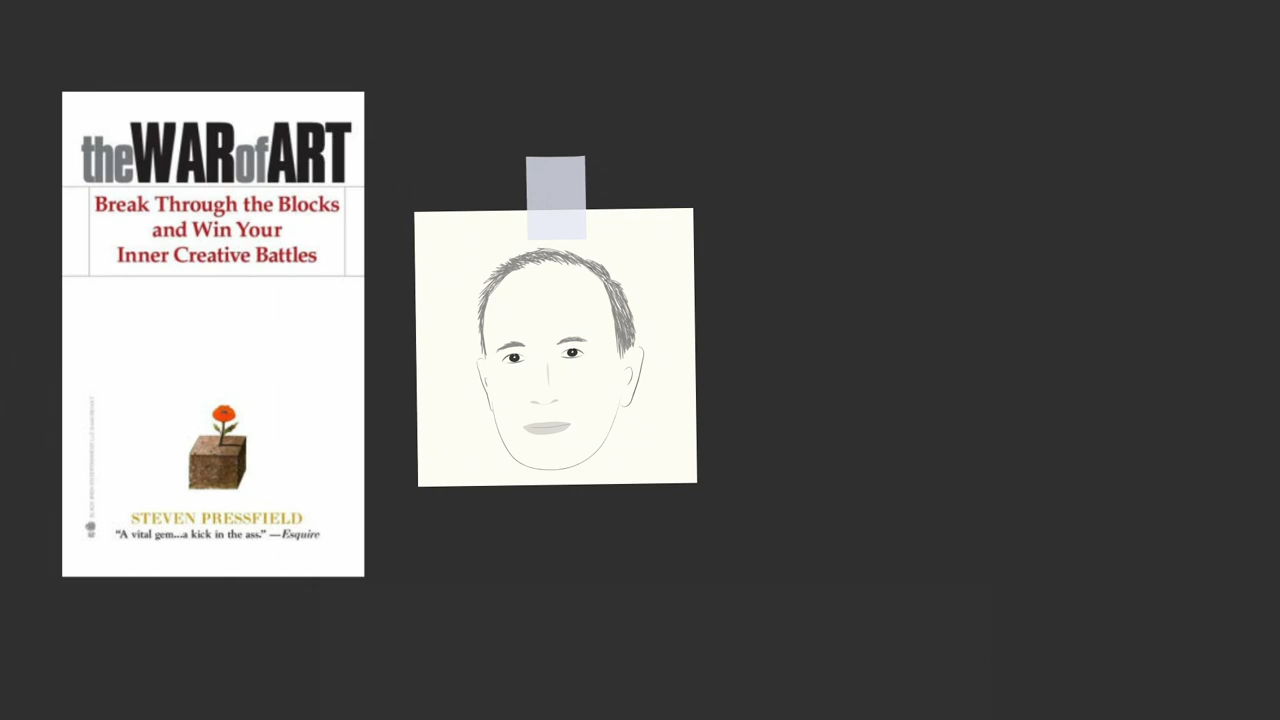 theWARofART
Break Through the Blocks
and Win Your
Inner Creative Battles
STEVEN PRESSFIELD
“A vital gem...a kick in the ass.” —Esquire